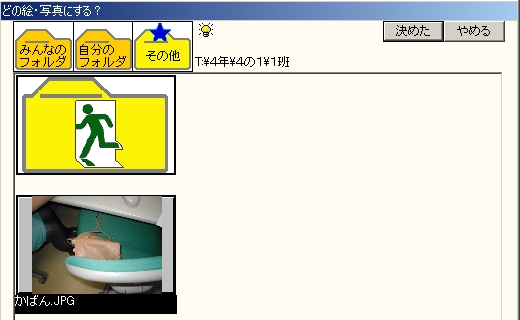 どの絵・写真にする?
みんなの
フォルダ
自分の
フォルダ
その他
決めた
やめる
T:¥4年¥4の1¥1班
かばん.JPG